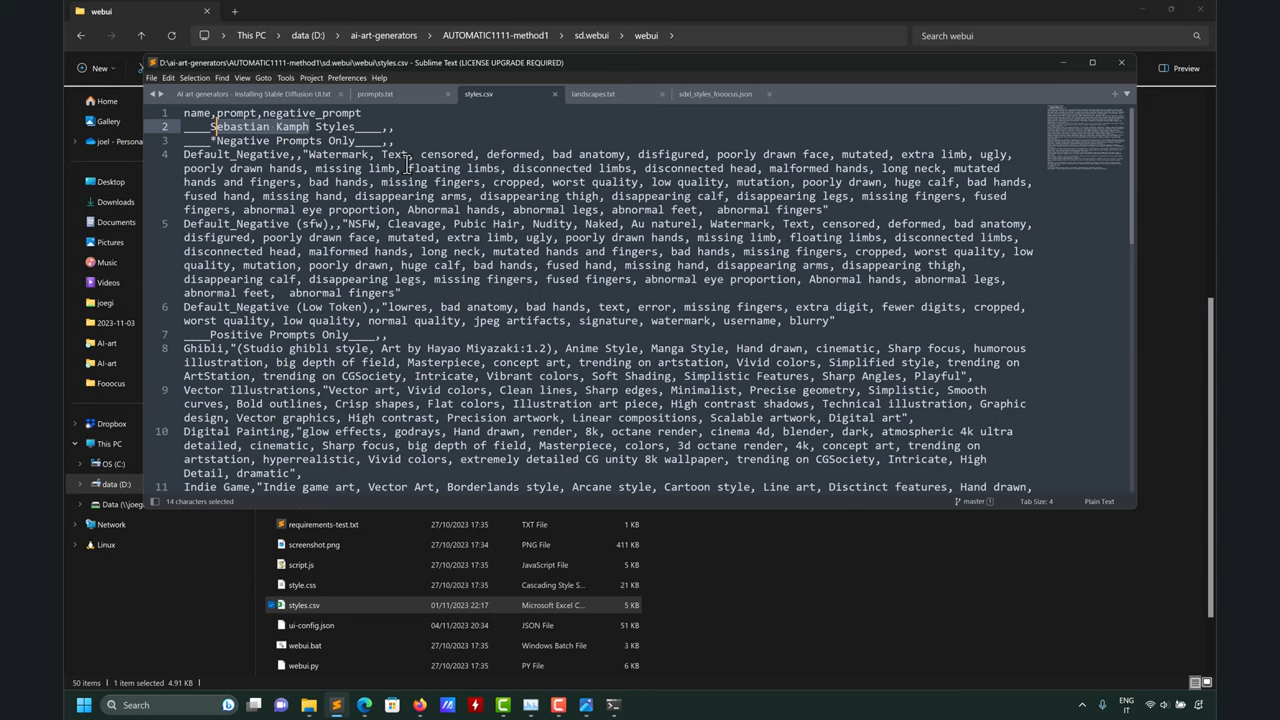 webui
This PC
data (D:)
ai-art-generators
AUTOMATIC1111-method1
sd.webui
webui
Search webui
New
Preview
D:\ai-art-generators\AUTOMATIC1111-method1\sd.webui\webui\styles.csv - Sublime Text (LICENSE UPGRADE REQUIRED)
File Edit Selection Find View Goto Tools Project Preferences Help
AI art generators - Installing Stable Diffusion UI.txt
prompts.txt
styles.csv
landscapes.txt
sdxl_styles_fooocus.json
1 name,prompt,negative_prompt
2 ____Sebastian Kamph Styles____,,
3 ____*Negative Prompts Only____,,
4 Default_Negative,,"Watermark, Text, censored, deformed, bad anatomy, disfigured, poorly drawn face, mutated, extra limb, ugly,
poorly drawn hands, missing limb, floating limbs, disconnected limbs, disconnected head, malformed hands, long neck, mutated
hands and fingers, bad hands, missing fingers, cropped, worst quality, low quality, mutation, poorly drawn, huge calf, bad hands,
fused hand, missing hand, disappearing arms, disappearing thigh, disappearing calf, disappearing legs, missing fingers, fused
fingers, abnormal eye proportion, Abnormal hands, abnormal legs, abnormal feet,  abnormal fingers"
5 Default_Negative (sfw),,"NSFW, Cleavage, Pubic Hair, Nudity, Naked, Au naturel, Watermark, Text, censored, deformed, bad anatomy,
disfigured, poorly drawn face, mutated, extra limb, ugly, poorly drawn hands, missing limb, floating limbs, disconnected limbs,
disconnected head, malformed hands, long neck, mutated hands and fingers, bad hands, missing fingers, cropped, worst quality, low
quality, mutation, poorly drawn, huge calf, bad hands, fused hand, missing hand, disappearing arms, disappearing thigh,
disappearing calf, disappearing legs, missing fingers, fused fingers, abnormal eye proportion, Abnormal hands, abnormal legs,
abnormal feet,  abnormal fingers"
6 Default_Negative (Low Token),,"lowres, bad anatomy, bad hands, text, error, missing fingers, extra digit, fewer digits, cropped,
worst quality, low quality, normal quality, jpeg artifacts, signature, watermark, username, blurry"
7 ____Positive Prompts Only____,,
8 Ghibli,"(Studio ghibli style, Art by Hayao Miyazaki:1.2), Anime Style, Manga Style, Hand drawn, cinematic, Sharp focus, humorous
illustration, big depth of field, Masterpiece, concept art, trending on artstation, Vivid colors, Simplified style, trending on
ArtStation, trending on CGSociety, Intricate, Vibrant colors, Soft Shading, Simplistic Features, Sharp Angles, Playful",
9 Vector Illustrations,"Vector art, Vivid colors, Clean lines, Sharp edges, Minimalist, Precise geometry, Simplistic, Smooth
curves, Bold outlines, Crisp shapes, Flat colors, Illustration art piece, High contrast shadows, Technical illustration, Graphic
design, Vector graphics, High contrast, Precision artwork, Linear compositions, Scalable artwork, Digital art",
10 Digital Painting,"glow effects, godrays, Hand drawn, render, 8k, octane render, cinema 4d, blender, dark, atmospheric 4k ultra
detailed, cinematic, Sharp focus, big depth of field, Masterpiece, colors, 3d octane render, 4k, concept art, trending on
artstation, hyperrealistic, Vivid colors, extremely detailed CG unity 8k wallpaper, trending on CGSociety, Intricate, High
Detail, dramatic",
11 Indie Game,"Indie game art, Vector Art, Borderlands style, Arcane style, Cartoon style, Line art, Disctinct features, Hand drawn,
14 characters selected
master 1
Tab Size: 4
Plain Text
Home
Gallery
joel - Persona
Desktop
Downloads
Documents
Pictures
Music
Videos
joegi
2023-11-03
AI-art
AI-art
Fooocus
Dropbox
This PC
OS (C:)
data (D:)
Data (\\joeg
Network
Linux
requirements-test.txt 27/10/2023 17:35 TXT File 1 KB
screenshot.png 27/10/2023 17:34 PNG File 411 KB
script.js 27/10/2023 17:35 JavaScript File 5 KB
style.css 27/10/2023 17:35 Cascading Style S... 21 KB
styles.csv 01/11/2023 22:17 Microsoft Excel C... 5 KB
ui-config.json 04/11/2023 20:34 JSON File 51 KB
webui.bat 27/10/2023 17:35 Windows Batch File 3 KB
webui.py 27/10/2023 17:35 PY File 6 KB
50 items
1 item selected 4.91 KB
Search
ENG
IT